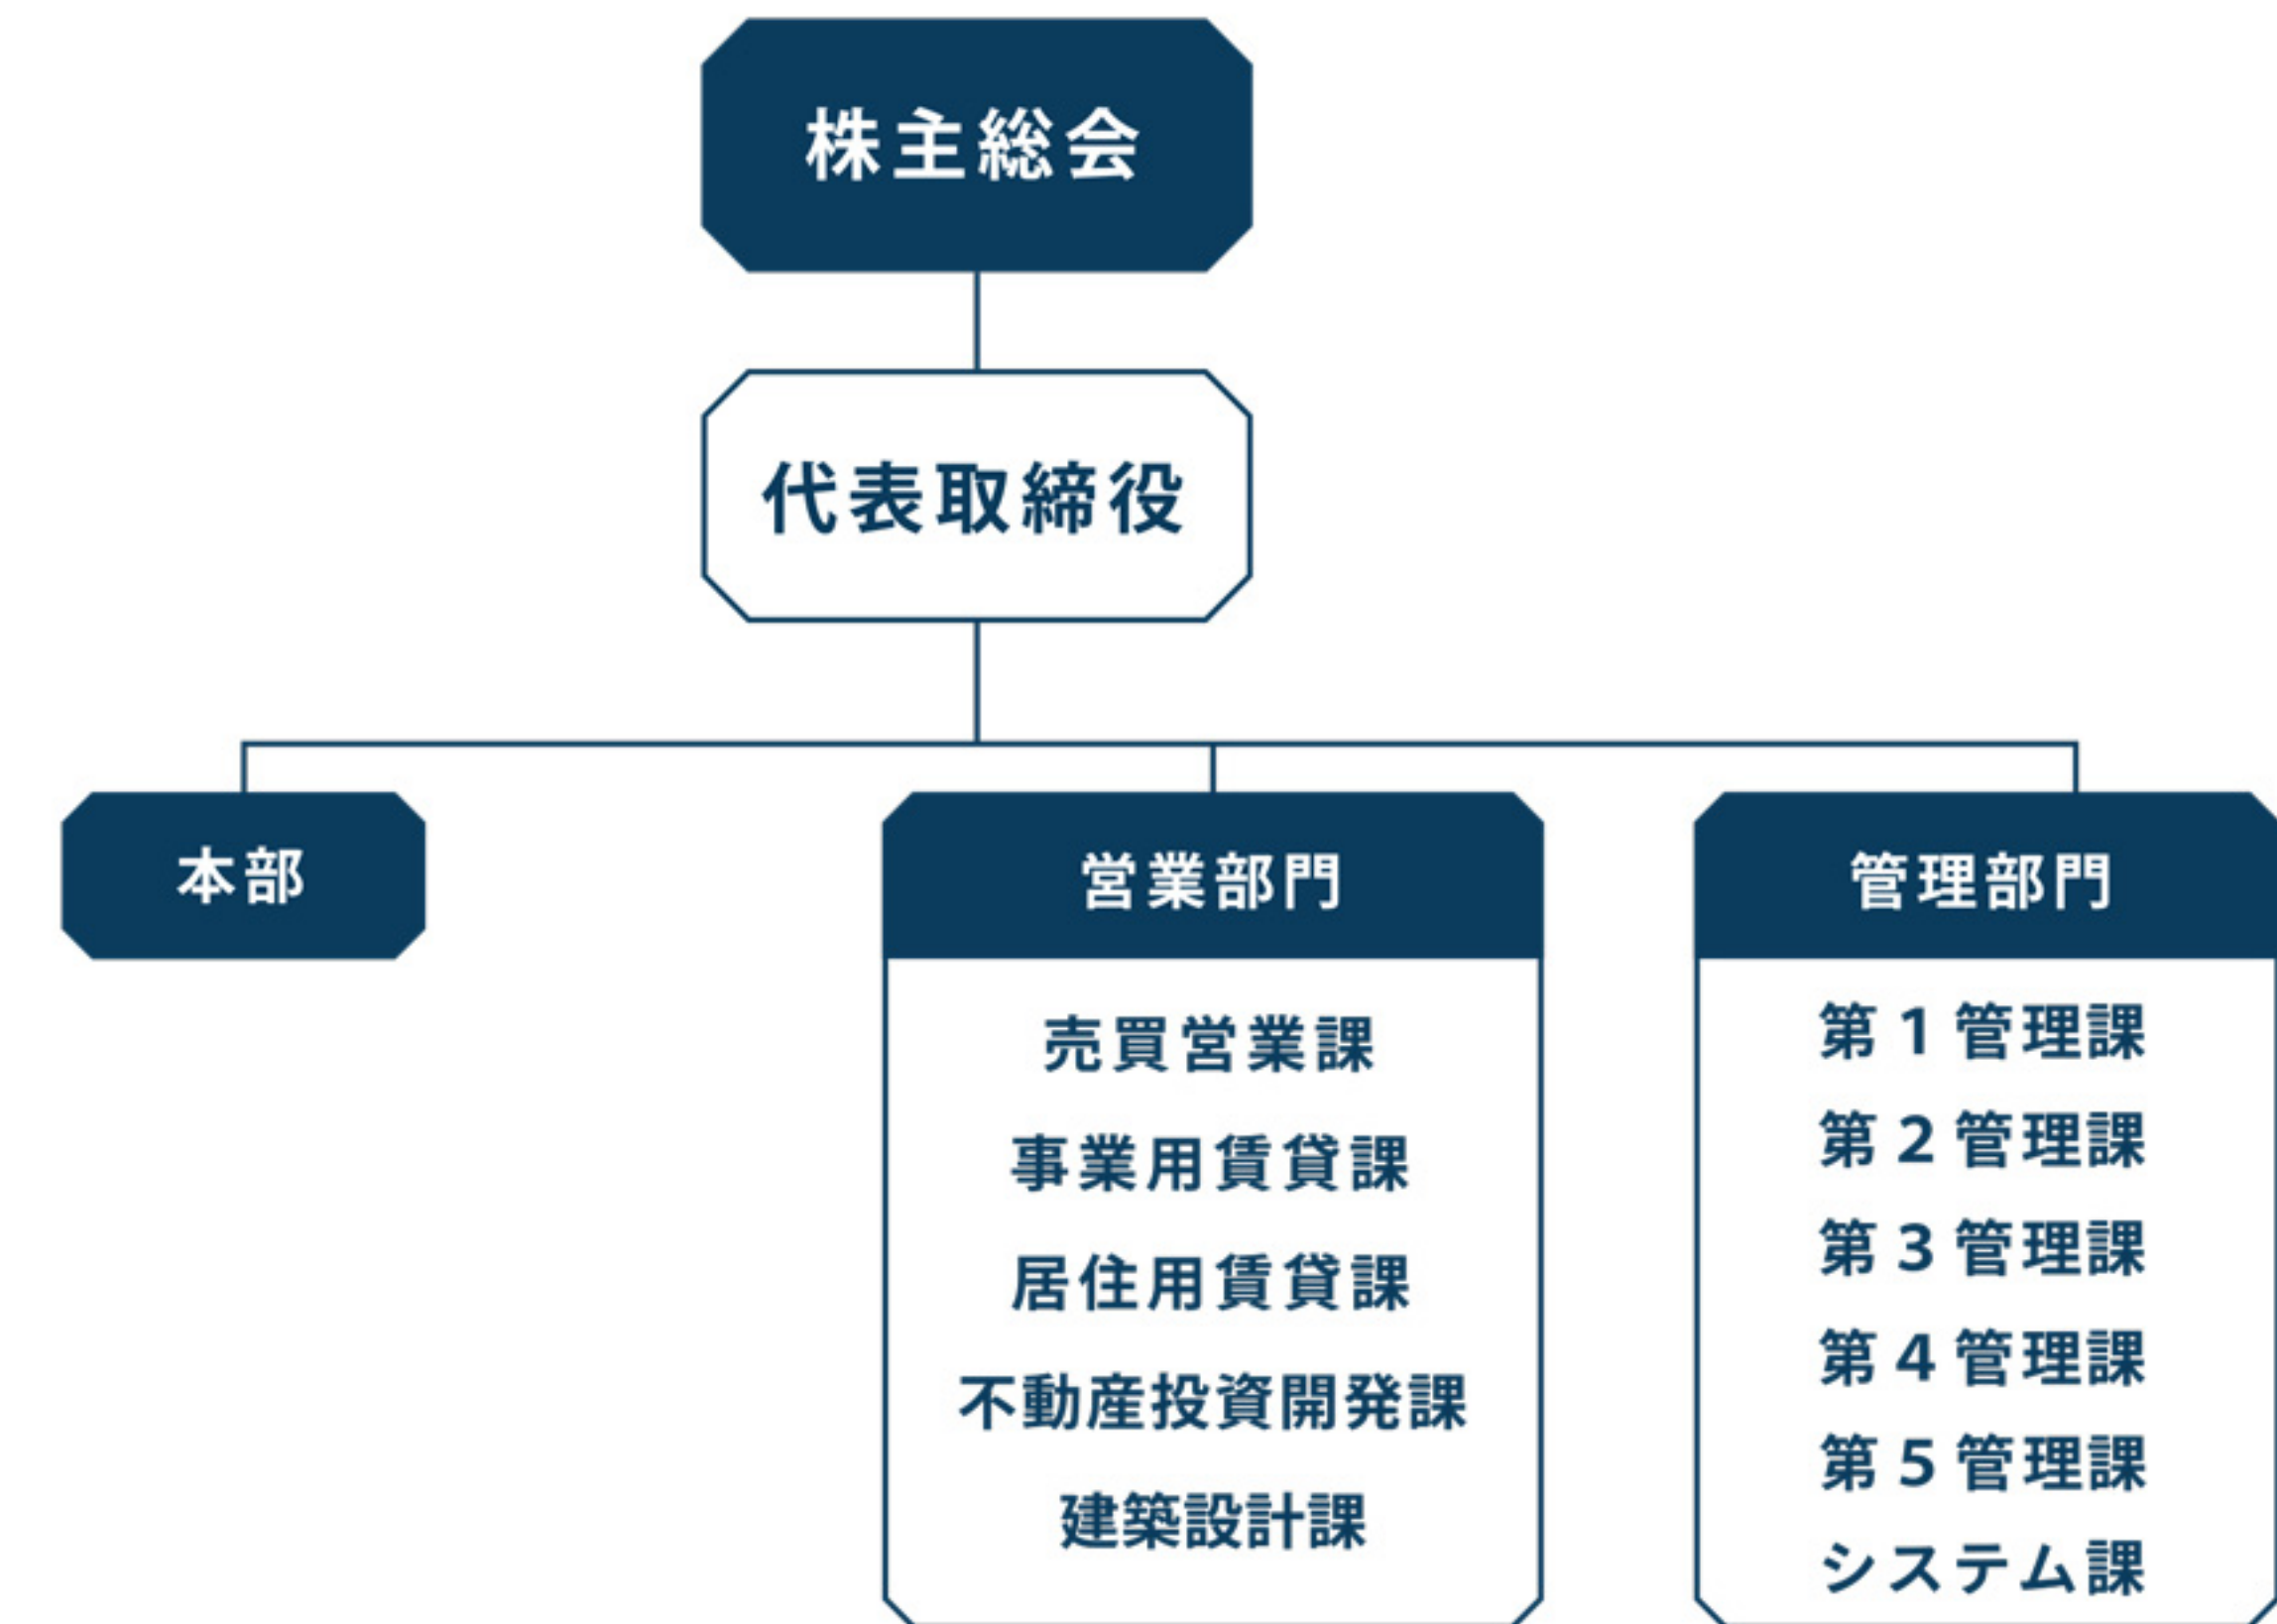 株主総会
代表取締役
本部
営業部門
売買営業課
事業用賃貸課
居住用賃貸課
不動産投資開発課
建築設計課
管理部門
第1管理課
第2管理課
第3管理課
第4管理課
第5管理課
システム課